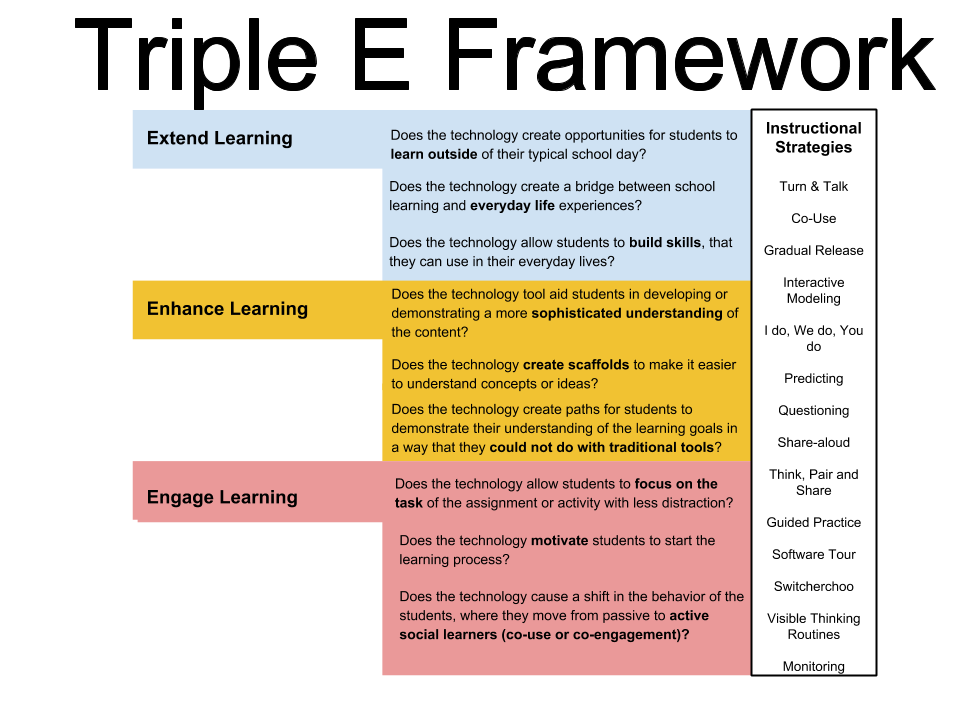 Triple E Framework
Extend Learning
Does the technology create opportunities for students to
learn outside of their typical school day?
Does the technology create a bridge between school
learning and everyday life experiences?
Does the technology allow students to build skills, that
they can use in their everyday lives?
Enhance Learning
Does the technology tool aid students in developing or
demonstrating a more sophisticated understanding of
the content?
Does the technology create scaffolds to make it easier
to understand concepts or ideas?
Does the technology create paths for students to
demonstrate their understanding of the learning goals in
a way that they could not do with traditional tools?
Engage Learning
Does the technology allow students to focus on the
task of the assignment or activity with less distraction?
Does the technology motivate students to start the
learning process?
Does the technology cause a shift in the behavior of the
students, where they move from passive to active
social learners (co-use or co-engagement)?
Instructional
Strategies
Turn & Talk
Co-Use
Gradual Release
Interactive
Modeling
I do, We do, You
do
Predicting
Questioning
Share-aloud
Think, Pair and
Share
Guided Practice
Software Tour
Switcherchoo
Visible Thinking
Routines
Monitoring